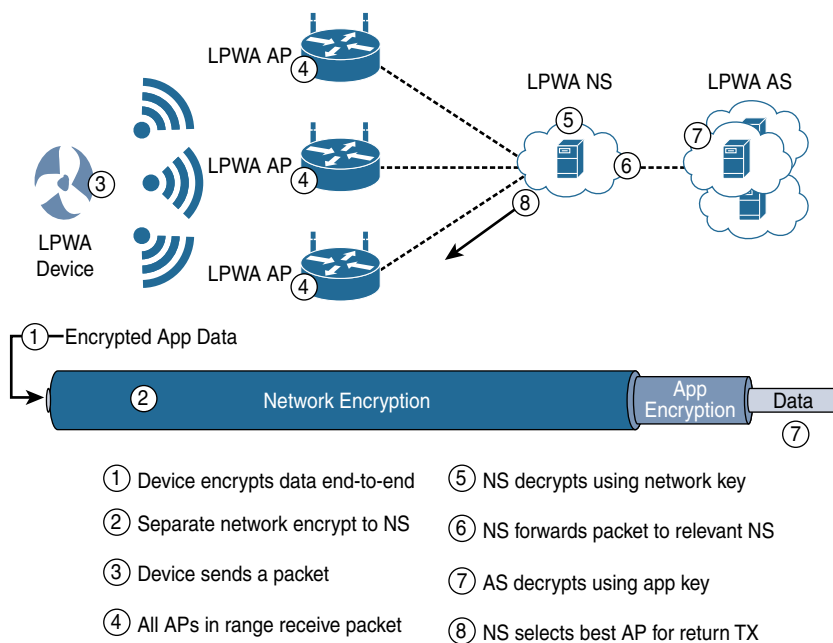 LPWA AP
4
LPWA NS
LPWA AS
5
7
LPWA AP
4
6
3
8
LPWA
Device
LPWA AP
4
1 Encrypted App Data
2
Network Encryption
App
Encryption
Data
7
1 Device encrypts data end-to-end
2 Separate network encrypt to NS
3 Device sends a packet
4 All APs in range receive packet
5 NS decrypts using network key
6 NS forwards packet to relevant NS
7 AS decrypts using app key
8 NS selects best AP for return TX